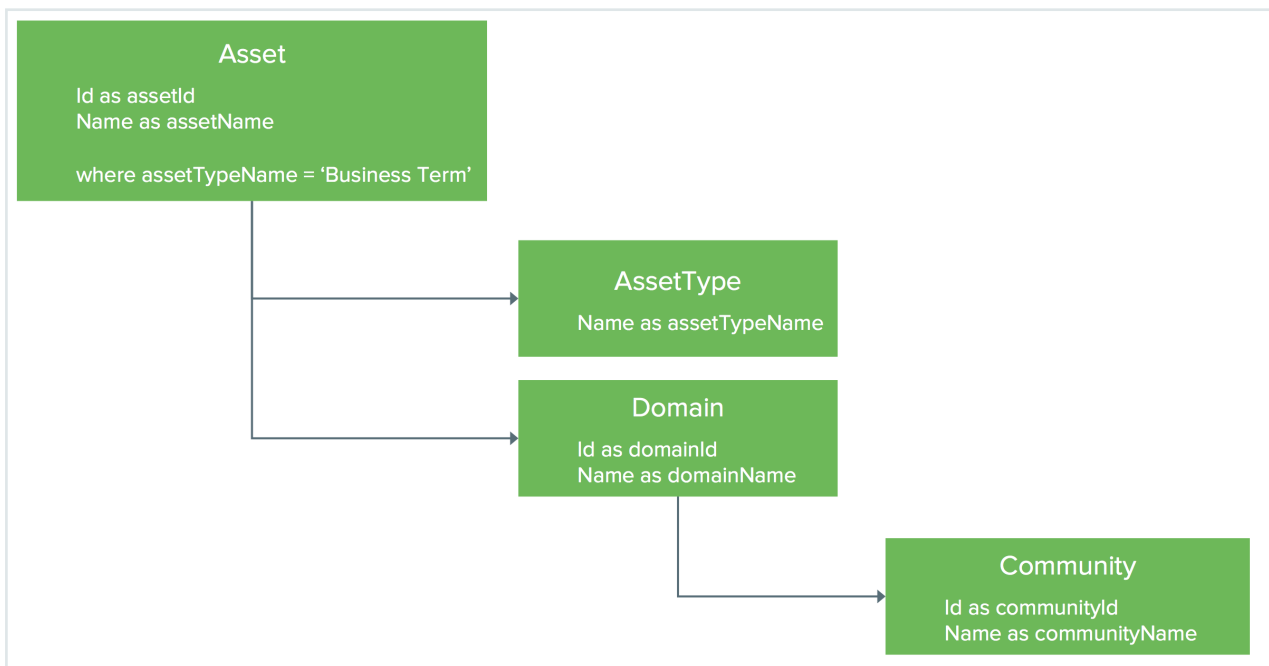 Asset
Id as assetId
Name as assetName
where assetTypeName = ‘Business Term’
AssetType
Name as assetTypeName
Domain
Id as domainId
Name as domainName
Community
Id as communityId
Name as communityName